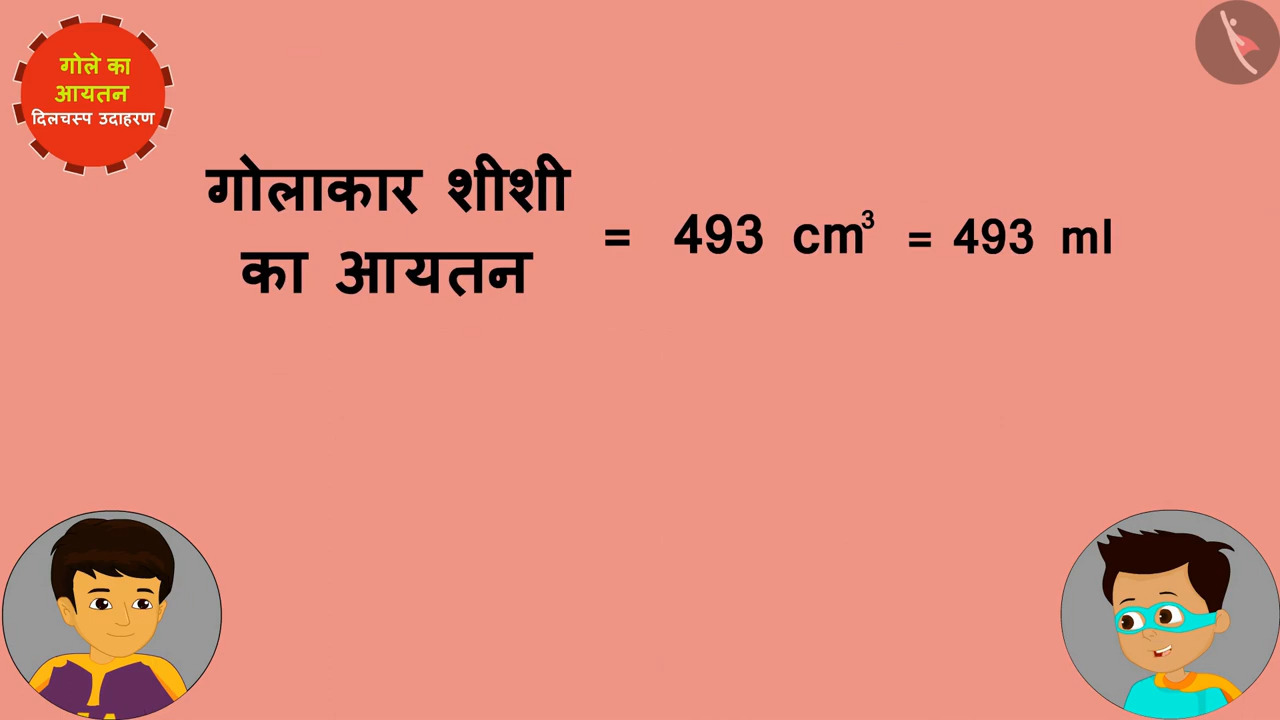 गोले का
आयतन
दिलचस्प उदाहरण
गोलाकार शीशी
का आयतन
= 493 cm³ = 493 ml